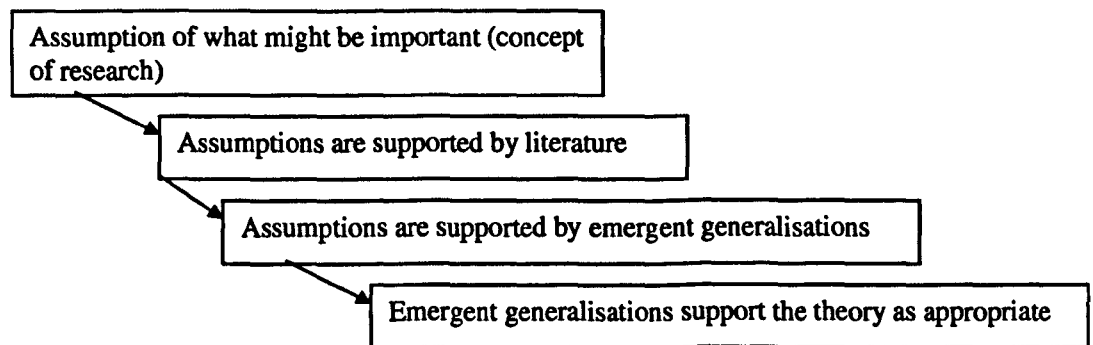 Assumption of what might be important (concept
of research)
Assumptions are supported by literature
Assumptions are supported by emergent generalisations
Emergent generalisations support the theory as appropriate